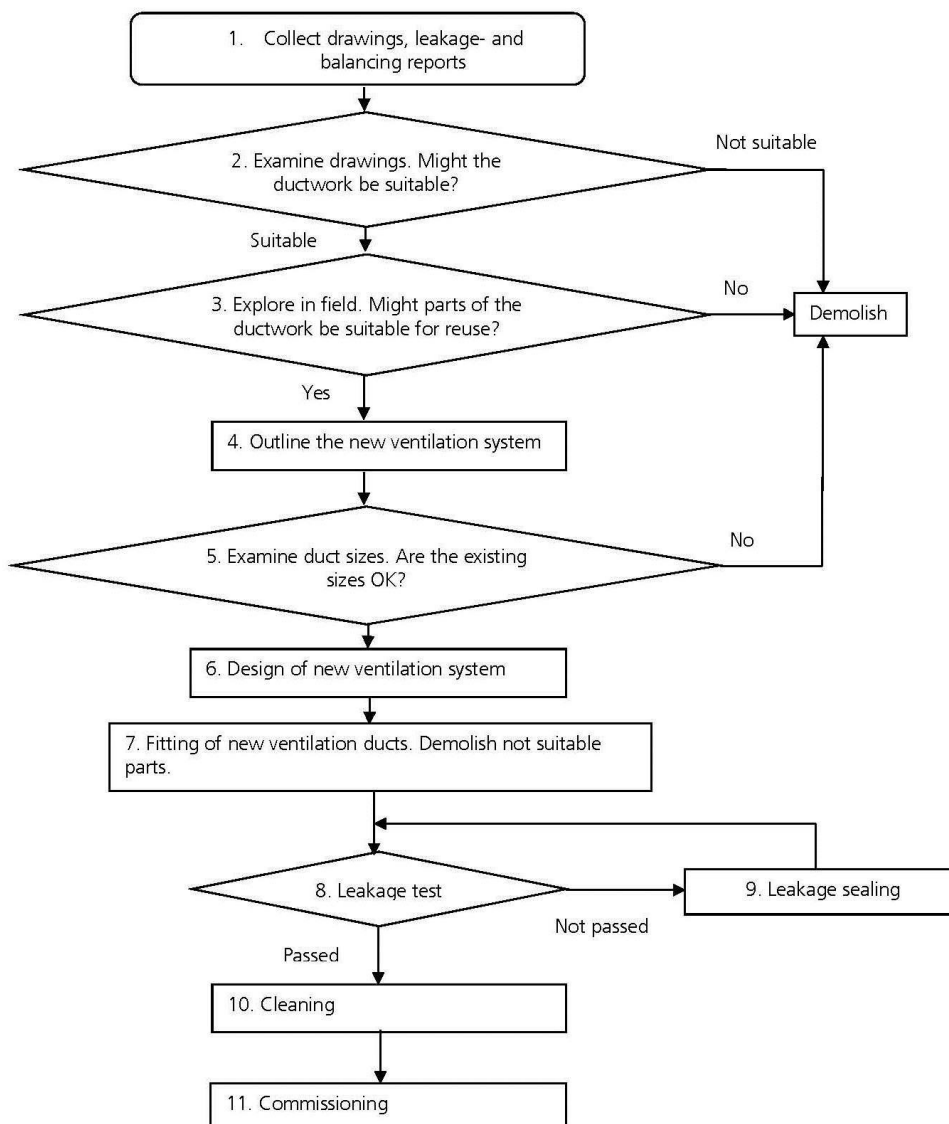 1. Collect drawings, leakage- and
balancing reports
2. Examine drawings. Might the
ductwork be suitable?
Not suitable
Suitable
3. Explore in field. Might parts of the
ductwork be suitable for reuse?
No
Demolish
Yes
4. Outline the new ventilation system
5. Examine duct sizes. Are the existing
sizes OK?
No
6. Design of new ventilation system
7. Fitting of new ventilation ducts. Demolish not suitable
parts.
8. Leakage test
9. Leakage sealing
Not passed
Passed
10. Cleaning
11. Commissioning